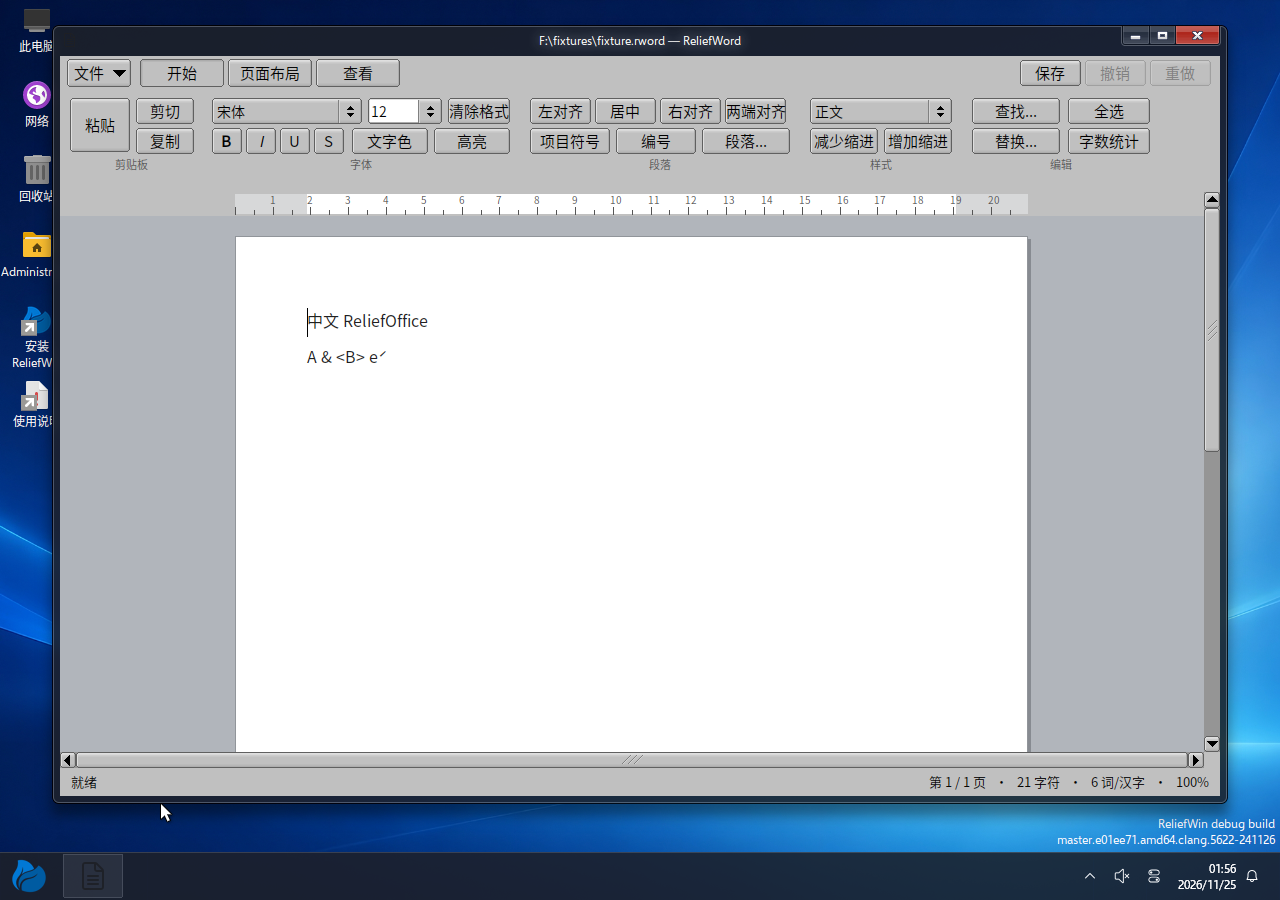 此电脑
网络
回收站
Administr
安装
ReliefW
使用说明
F:\fixtures\fixture.rword — ReliefWord
文件 开始 页面布局 查看 保存 撤销 重做
粘贴 剪切 宋体 12 清除格式 左对齐 居中 右对齐 两端对齐 正文 查找... 全选
复制 B I U S 文字色 高亮 项目符号 编号 段落... 减少缩进 增加缩进 替换... 字数统计
剪贴板 字体 段落 样式 编辑
1 2 3 4 5 6 7 8 9 10 11 12 13 14 15 16 17 18 19 20
中文 ReliefOffice
A & <B> e´
就绪 第 1 / 1 页 • 21 字符 • 6 词/汉字 • 100%
ReliefWin debug build
master.e01ee71.amd64.clang.5622-241126
01:56
2026/11/25